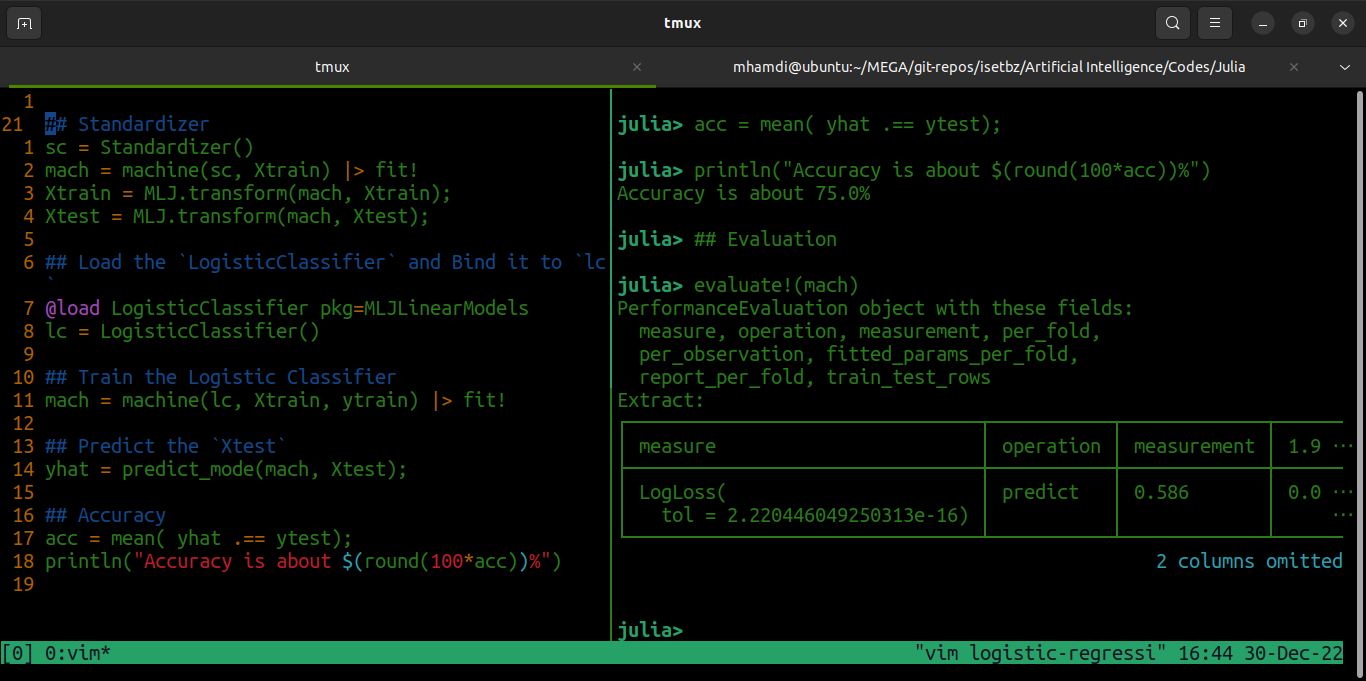 tmux
tmux
mhamdi@ubuntu:~/MEGA/git-repos/isetbz/Artificial Intelligence/Codes/Julia
1
21 ## Standardizer
1 sc = Standardizer()
2 mach = machine(sc, Xtrain) |> fit!
3 Xtrain = MLJ.transform(mach, Xtrain);
4 Xtest = MLJ.transform(mach, Xtest);
5
6 ## Load the `LogisticClassifier` and Bind it to `lc
`
7 @load LogisticClassifier pkg=MLJLinearModels
8 lc = LogisticClassifier()
9
10 ## Train the Logistic Classifier
11 mach = machine(lc, Xtrain, ytrain) |> fit!
12
13 ## Predict the `Xtest`
14 yhat = predict_mode(mach, Xtest);
15
16 ## Accuracy
17 acc = mean( yhat .== ytest);
18 println("Accuracy is about $(round(100*acc))%")
19
julia> acc = mean( yhat .== ytest);
julia> println("Accuracy is about $(round(100*acc))%")
Accuracy is about 75.0%
julia> ## Evaluation
julia> evaluate!(mach)
PerformanceEvaluation object with these fields:
measure, operation, measurement, per_fold,
per_observation, fitted_params_per_fold,
report_per_fold, train_test_rows
Extract:
measure operation measurement 1.9 ⋯
LogLoss( predict 0.586 0.0 ⋯
tol = 2.220446049250313e-16) ⋯
2 columns omitted
julia>
[0] 0:vim* "vim logistic-regressi" 16:44 30-Dec-22